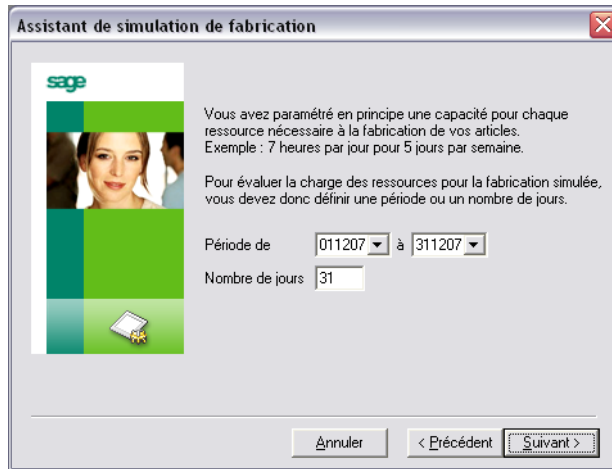 Assistant de simulation de fabrication
sage
Vous avez paramétré en principe une capacité pour chaque
ressource nécessaire à la fabrication de vos articles.
Exemple : 7 heures par jour pour 5 jours par semaine.
Pour évaluer la charge des ressources pour la fabrication simulée,
vous devez donc définir une période ou un nombre de jours.
Période de 011207 à 311207
Nombre de jours 31
Annuler < Précédent Suivant >